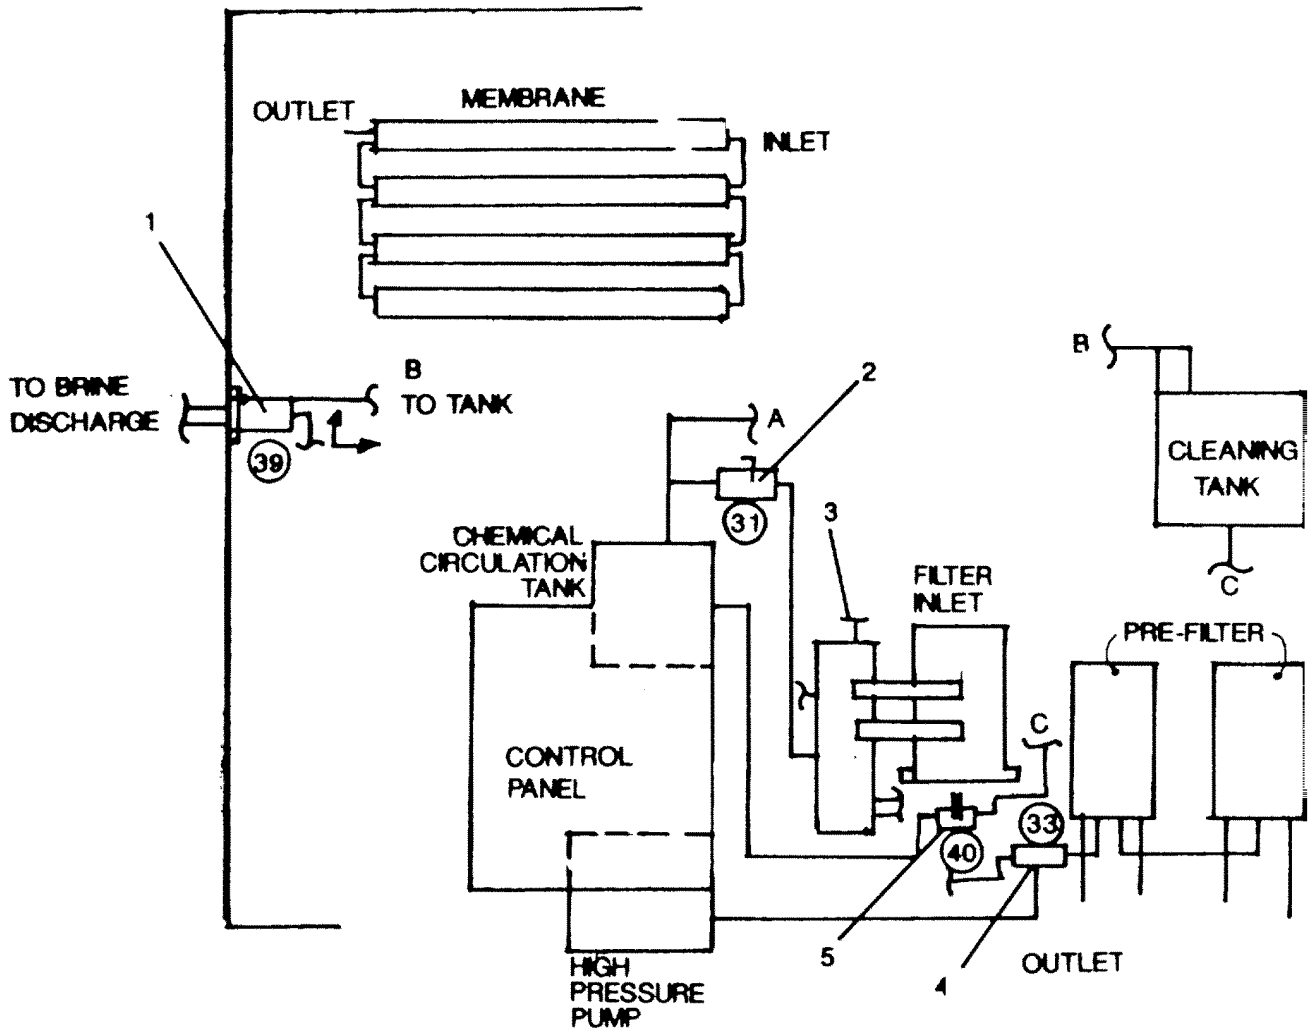 MEMBRANE
OUTLET
INLET
1
TO BRINE
DISCHARGE
B
TO TANK
39
2
A
31
B
CLEANING
TANK
C
CHEMICAL
CIRCULATION
TANK
3
FILTER
INLET
PRE-FILTER
C
CONTROL
PANEL
33
40
5
4
OUTLET
HIGH
PRESSURE
PUMP